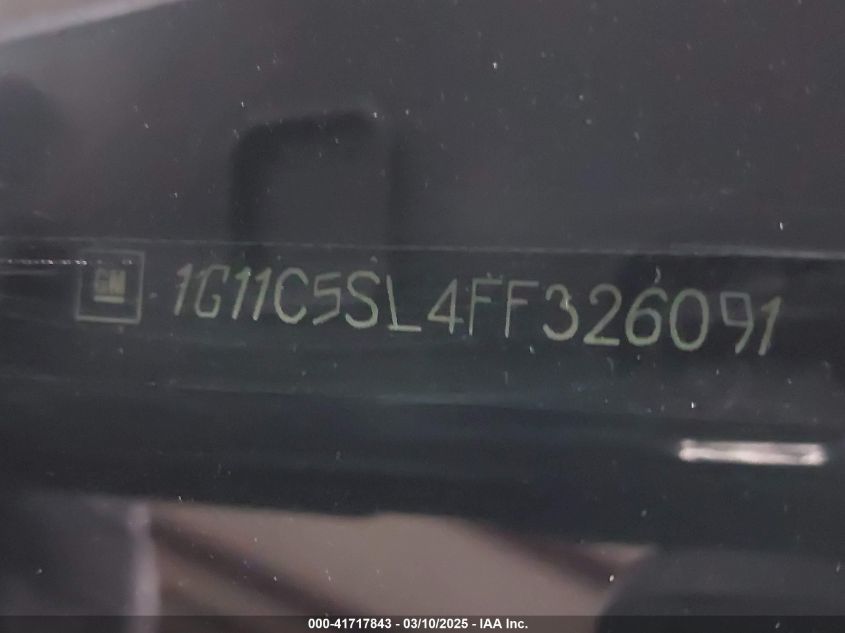 GM 1G11C5SL4FF326091
000-41717843 - 03/10/2025 - IAA Inc.